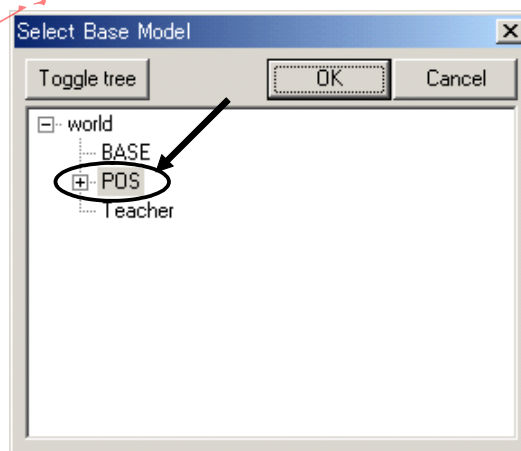 Select Base Model
Toggle tree OK Cancel
world
BASE
POS
Teacher